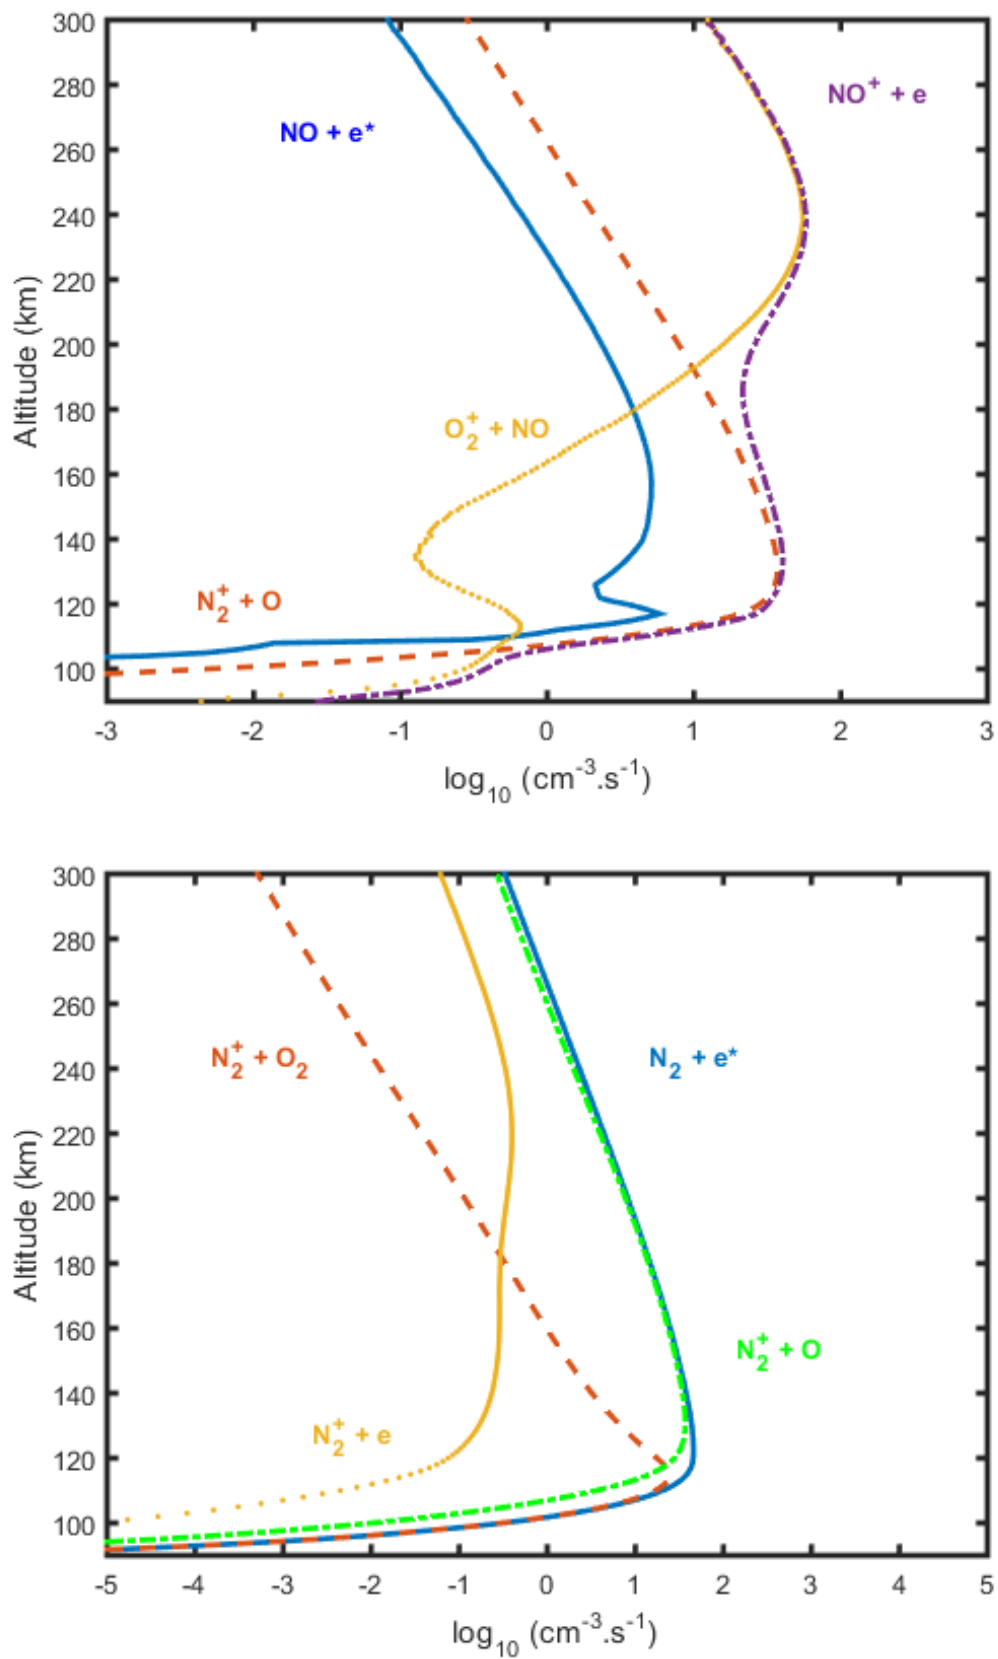 300
280
260
240
220
200
180
160
140
120
100
Altitude (km)
NO + e*
NO⁺ + e
O₂⁺ + NO
N₂⁺ + O
-3 -2 -1 0 1 2 3
log₁₀ (cm⁻³.s⁻¹)
300
280
260
240
220
200
180
160
140
120
100
Altitude (km)
N₂⁺ + O₂
N₂ + e*
N₂⁺ + O
N₂⁺ + e
-5 -4 -3 -2 -1 0 1 2 3 4 5
log₁₀ (cm⁻³.s⁻¹)